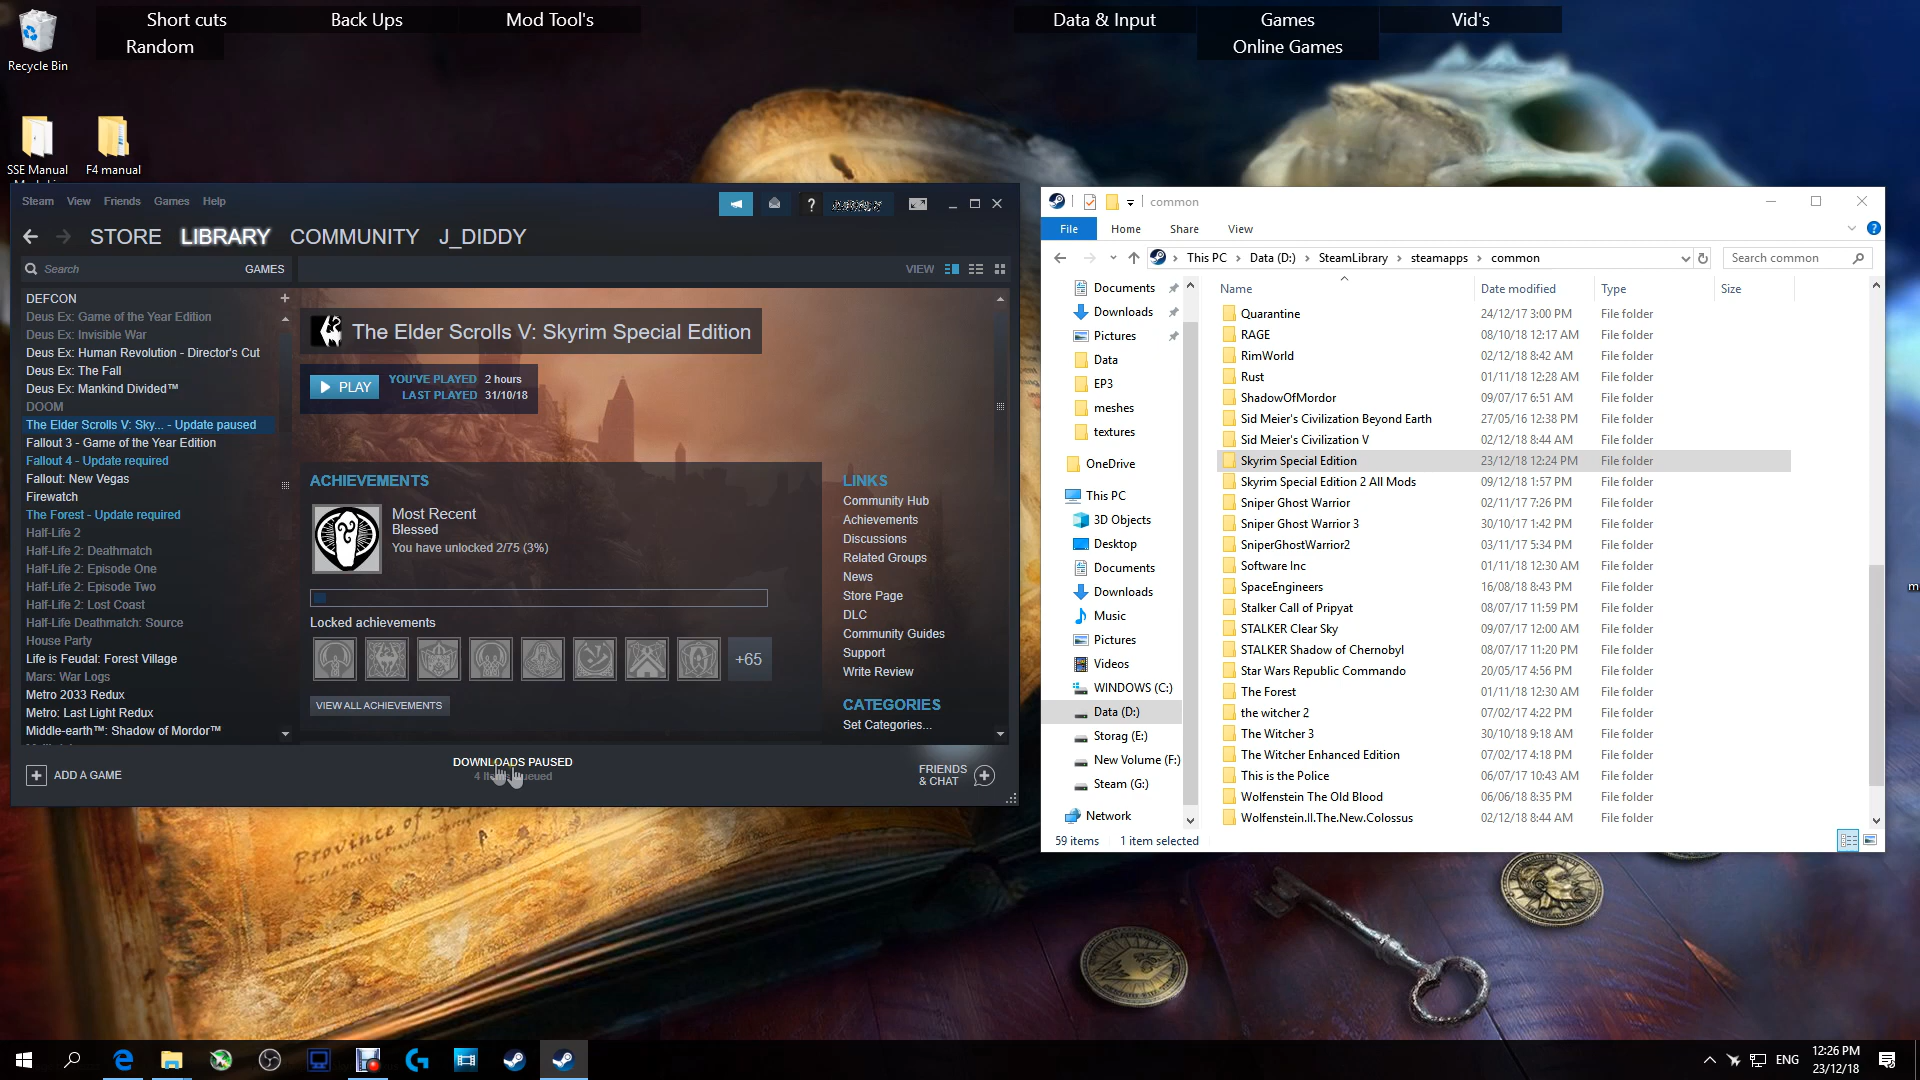 Short cuts
Back Ups
Mod Tool's
Data & Input
Games
Vid's
Random
Online Games
Recycle Bin
SSE Manual
F4 manual
Steam View Friends Games Help
?
STORE LIBRARY COMMUNITY J_DIDDY
Search GAMES
VIEW
DEFCON
Deus Ex: Game of the Year Edition
Deus Ex: Invisible War
Deus Ex: Human Revolution - Director's Cut
Deus Ex: The Fall
Deus Ex: Mankind Divided™
DOOM
The Elder Scrolls V: Sky... - Update paused
Fallout 3 - Game of the Year Edition
Fallout 4 - Update required
Fallout: New Vegas
Firewatch
The Forest - Update required
Half-Life 2
Half-Life 2: Deathmatch
Half-Life 2: Episode One
Half-Life 2: Episode Two
Half-Life 2: Lost Coast
Half-Life Deathmatch: Source
House Party
Life is Feudal: Forest Village
Mars: War Logs
Metro 2033 Redux
Metro: Last Light Redux
Middle-earth™: Shadow of Mordor™
The Elder Scrolls V: Skyrim Special Edition
PLAY
YOU'VE PLAYED 2 hours
LAST PLAYED 31/10/18
ACHIEVEMENTS
Most Recent
Blessed
You have unlocked 2/75 (3%)
Locked achievements
+65
VIEW ALL ACHIEVEMENTS
LINKS
Community Hub
Achievements
Discussions
Related Groups
News
Store Page
DLC
Community Guides
Support
Write Review
CATEGORIES
Set Categories...
ADD A GAME
DOWNLOADS PAUSED
FRIENDS
& CHAT
common
File Home Share View
This PC > Data (D:) > SteamLibrary > steamapps > common
Search common
Documents
Downloads
Pictures
Data
EP3
meshes
textures
OneDrive
This PC
3D Objects
Desktop
Documents
Downloads
Music
Pictures
Videos
WINDOWS (C:)
Data (D:)
Storag (E:)
New Volume (F:)
Steam (G:)
Network
Name Date modified Type Size
Quarantine 24/12/17 3:00 PM File folder
RAGE 08/10/18 12:17 AM File folder
RimWorld 02/12/18 8:42 AM File folder
Rust 01/11/18 12:28 AM File folder
ShadowOfMordor 09/07/17 6:51 AM File folder
Sid Meier's Civilization Beyond Earth 27/05/16 12:38 PM File folder
Sid Meier's Civilization V 02/12/18 8:44 AM File folder
Skyrim Special Edition 23/12/18 12:24 PM File folder
Skyrim Special Edition 2 All Mods 09/12/18 1:57 PM File folder
Sniper Ghost Warrior 02/11/17 7:26 PM File folder
Sniper Ghost Warrior 3 30/10/17 1:42 PM File folder
SniperGhostWarrior2 03/11/17 5:34 PM File folder
Software Inc 01/11/18 12:30 AM File folder
SpaceEngineers 16/08/18 8:43 PM File folder
Stalker Call of Pripyat 08/07/17 11:59 PM File folder
STALKER Clear Sky 09/07/17 12:00 AM File folder
STALKER Shadow of Chernobyl 08/07/17 11:20 PM File folder
Star Wars Republic Commando 20/05/17 4:56 PM File folder
The Forest 01/11/18 12:30 AM File folder
the witcher 2 07/02/17 4:22 PM File folder
The Witcher 3 30/10/18 9:18 AM File folder
The Witcher Enhanced Edition 07/02/17 4:18 PM File folder
This is the Police 06/07/17 10:43 AM File folder
Wolfenstein The Old Blood 06/06/18 8:35 PM File folder
Wolfenstein.II.The.New.Colossus 02/12/18 8:44 AM File folder
59 items 1 item selected
m
Province of
ENG
12:26 PM
23/12/18